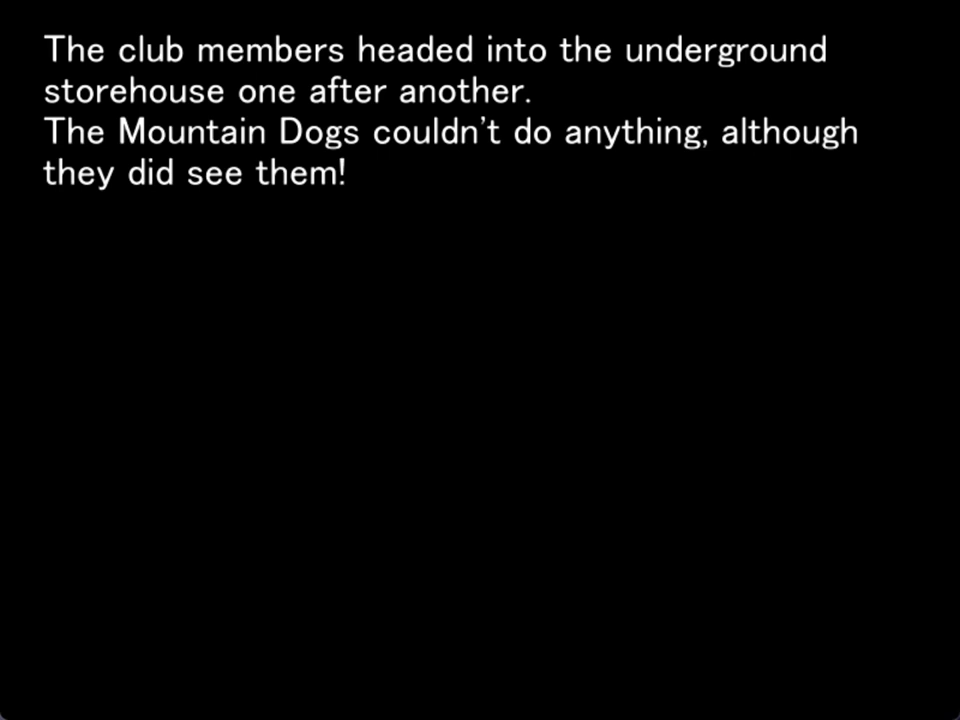 The club members headed into the underground
storehouse one after another.
The Mountain Dogs couldn’t do anything, although
they did see them!